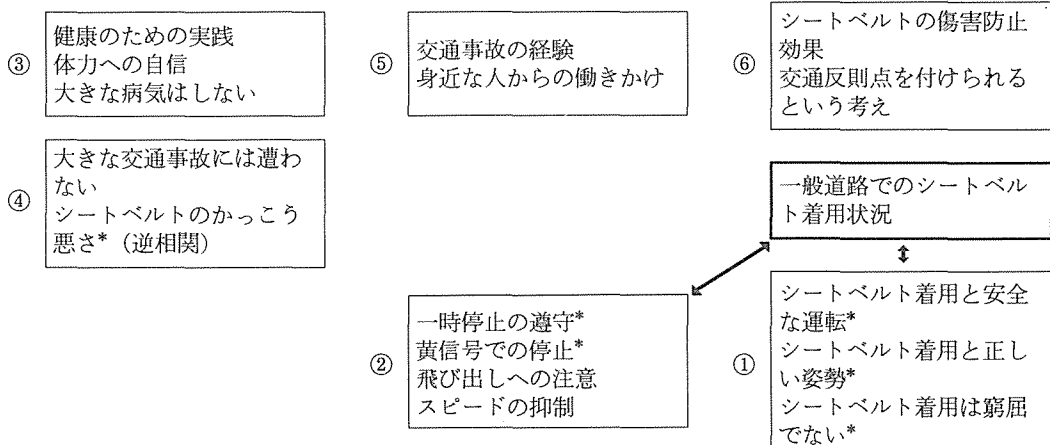 ③
健康のための実践
体力への自信
大きな病気はしない
⑤
交通事故の経験
身近な人からの働きかけ
⑥
シートベルトの傷害防止
効果
交通反則点を付けられる
という考え
④
大きな交通事故には遭わ
ない
シートベルトのかっこう
悪さ*（逆相関）
一般道路でのシートベル
ト着用状況
②
一時停止の遵守*
黄信号での停止*
飛び出しへの注意
スピードの抑制
①
シートベルト着用と安全
な運転*
シートベルト着用と正し
い姿勢*
シートベルト着用は窮屈
でない*